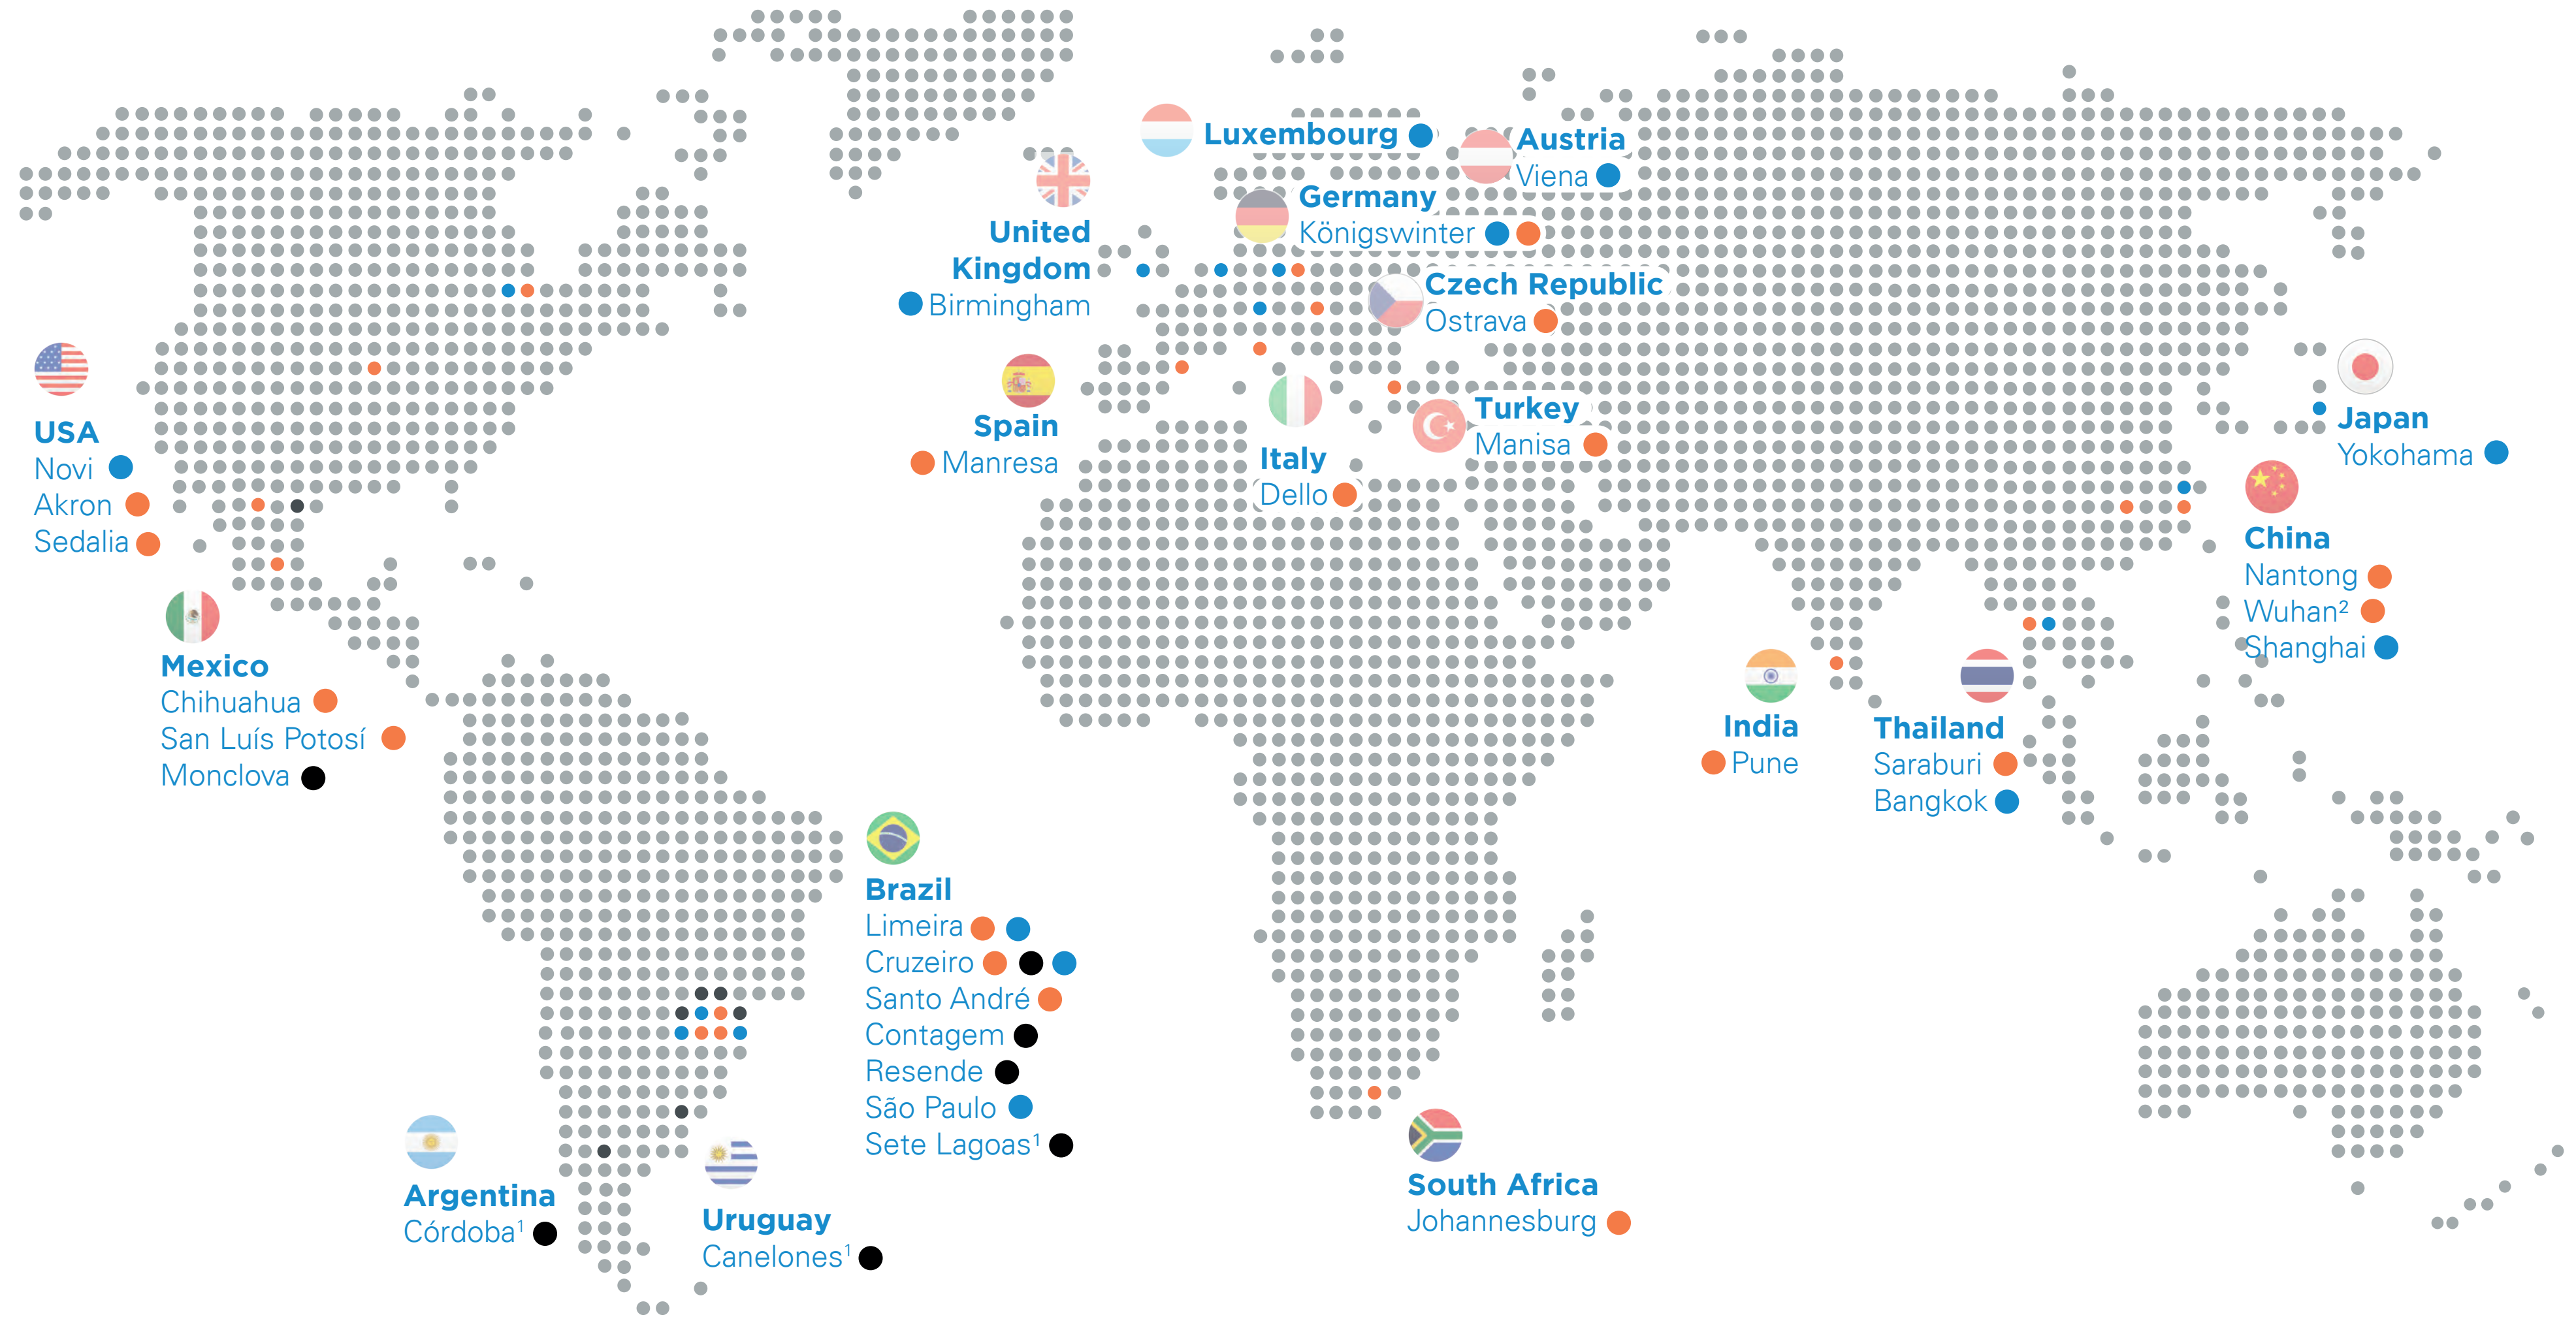 Luxembourg
Austria
Viena
Germany
Königswinter
United
Kingdom
Birmingham
Czech Republic
Ostrava
USA
Novi
Akron
Sedalia
Spain
Manresa
Italy
Dello
Turkey
Manisa
Japan
Yokohama
China
Nantong
Wuhan²
Shanghai
Mexico
Chihuahua
San Luís Potosí
Monclova
India
Pune
Thailand
Saraburi
Bangkok
Brazil
Limeira
Cruzeiro
Santo André
Contagem
Resende
São Paulo
Sete Lagoas¹
Argentina
Córdoba¹
Uruguay
Canelones¹
South Africa
Johannesburg